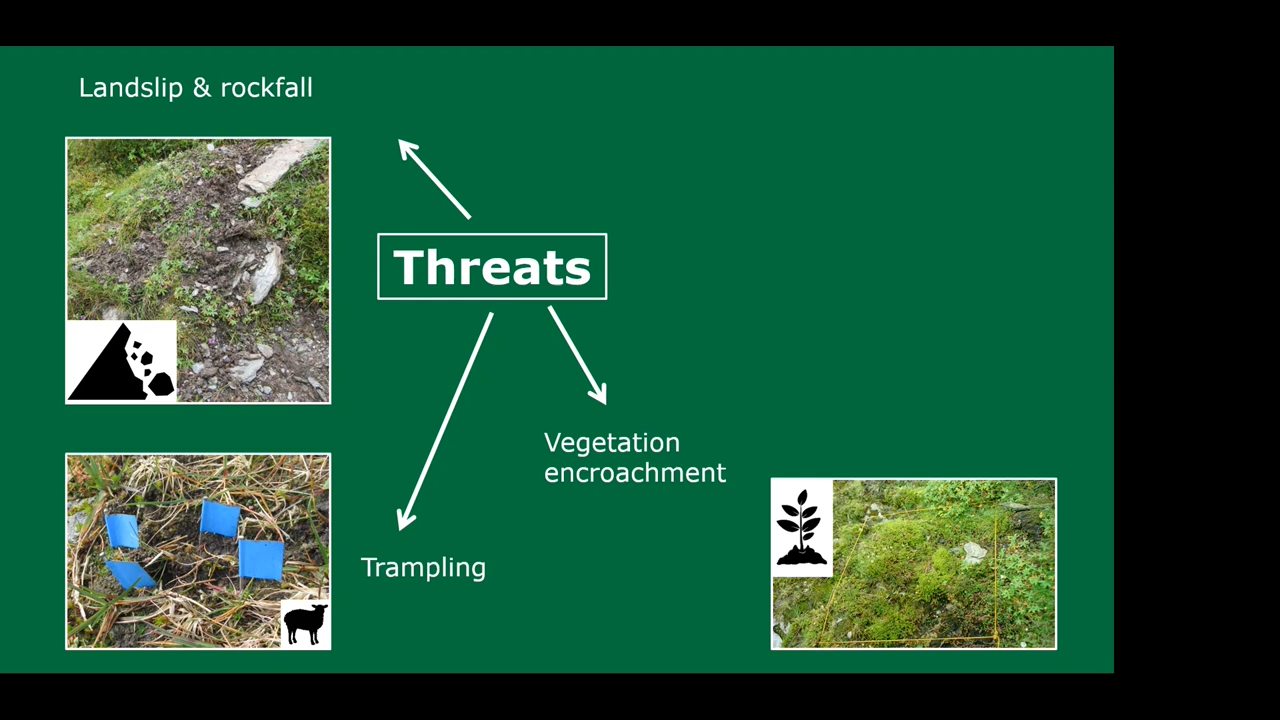 Landslip & rockfall
Threats
Vegetation
encroachment
Trampling